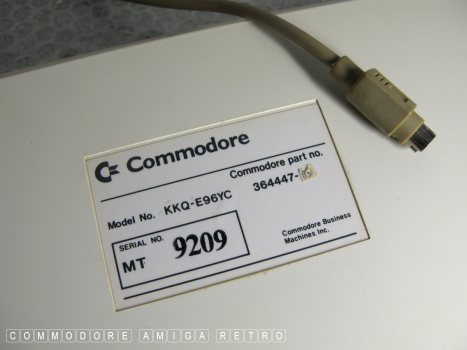 Commodore
Commodore part no.
Model No. KKQ-E96YC 364447-05
SERIAL NO.
MT 9209
Commodore Business
Machines Inc.
COMMODORE AMIGA RETRO